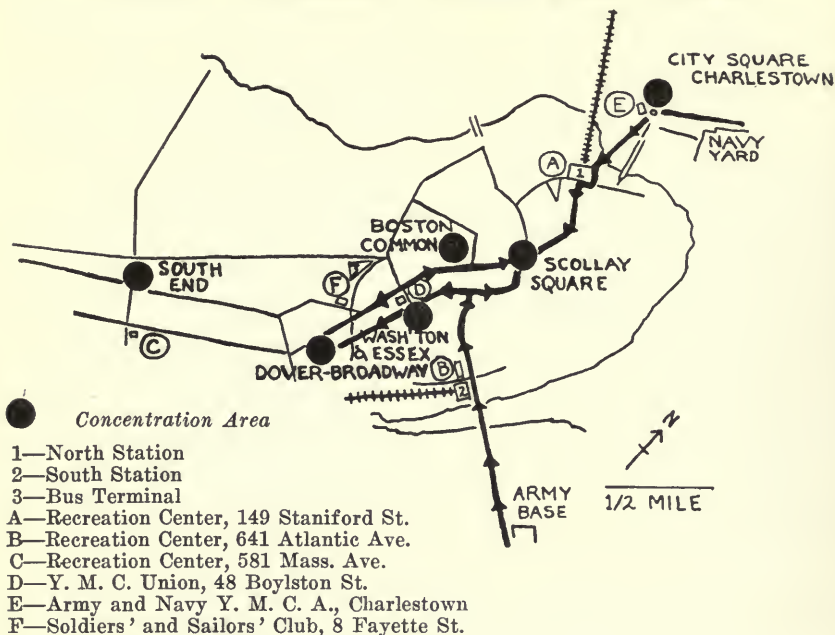 CITY SQUARE
CHARLESTOWN
E
NAVY
YARD
A
1
BOSTON
COMMON
SCOLLAY
SQUARE
SOUTH
END
F
3
D
WASH'TON
& ESSEX
DOVER-BROADWAY
B
C
2
N
ARMY
BASE
1/2 MILE
Concentration Area
1—North Station
2—South Station
3—Bus Terminal
A—Recreation Center, 149 Staniford St.
B—Recreation Center, 641 Atlantic Ave.
C—Recreation Center, 581 Mass. Ave.
D—Y. M. C. Union, 48 Boylston St.
E—Army and Navy Y. M. C. A., Charlestown
F—Soldiers' and Sailors' Club, 8 Fayette St.